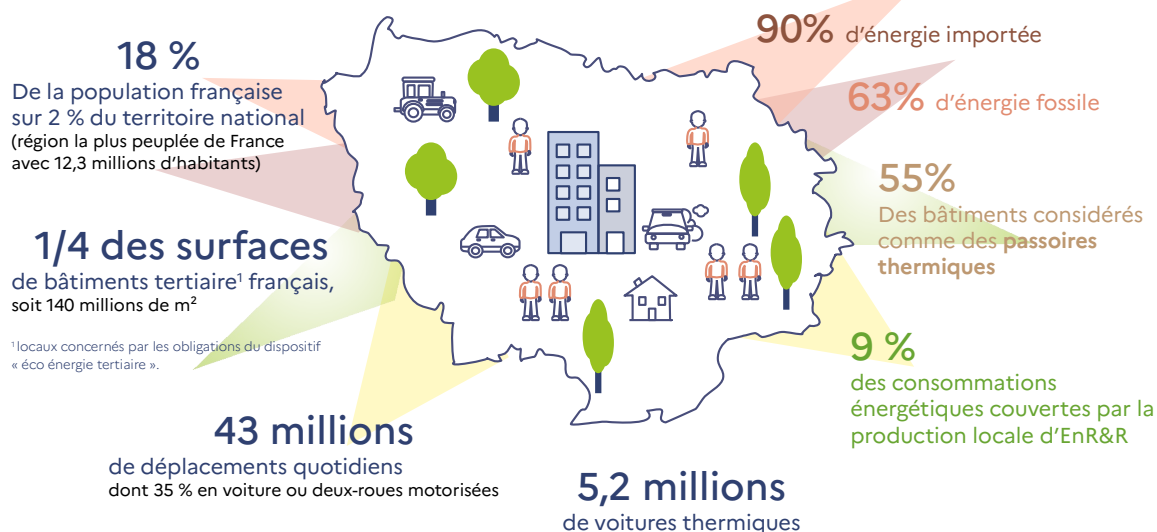 18 %
De la population française
sur 2 % du territoire national
(région la plus peuplée de France
avec 12,3 millions d'habitants)
1/4 des surfaces
de bâtiments tertiaire¹ français,
soit 140 millions de m²
¹ locaux concernés par les obligations du dispositif
« éco énergie tertiaire ».
43 millions
de déplacements quotidiens
dont 35 % en voiture ou deux-roues motorisées
5,2 millions
de voitures thermiques
90% d'énergie importée
63% d'énergie fossile
55%
Des bâtiments considérés
comme des passoires
thermiques
9 %
des consommations
énergétiques couvertes par la
production locale d'EnR&R